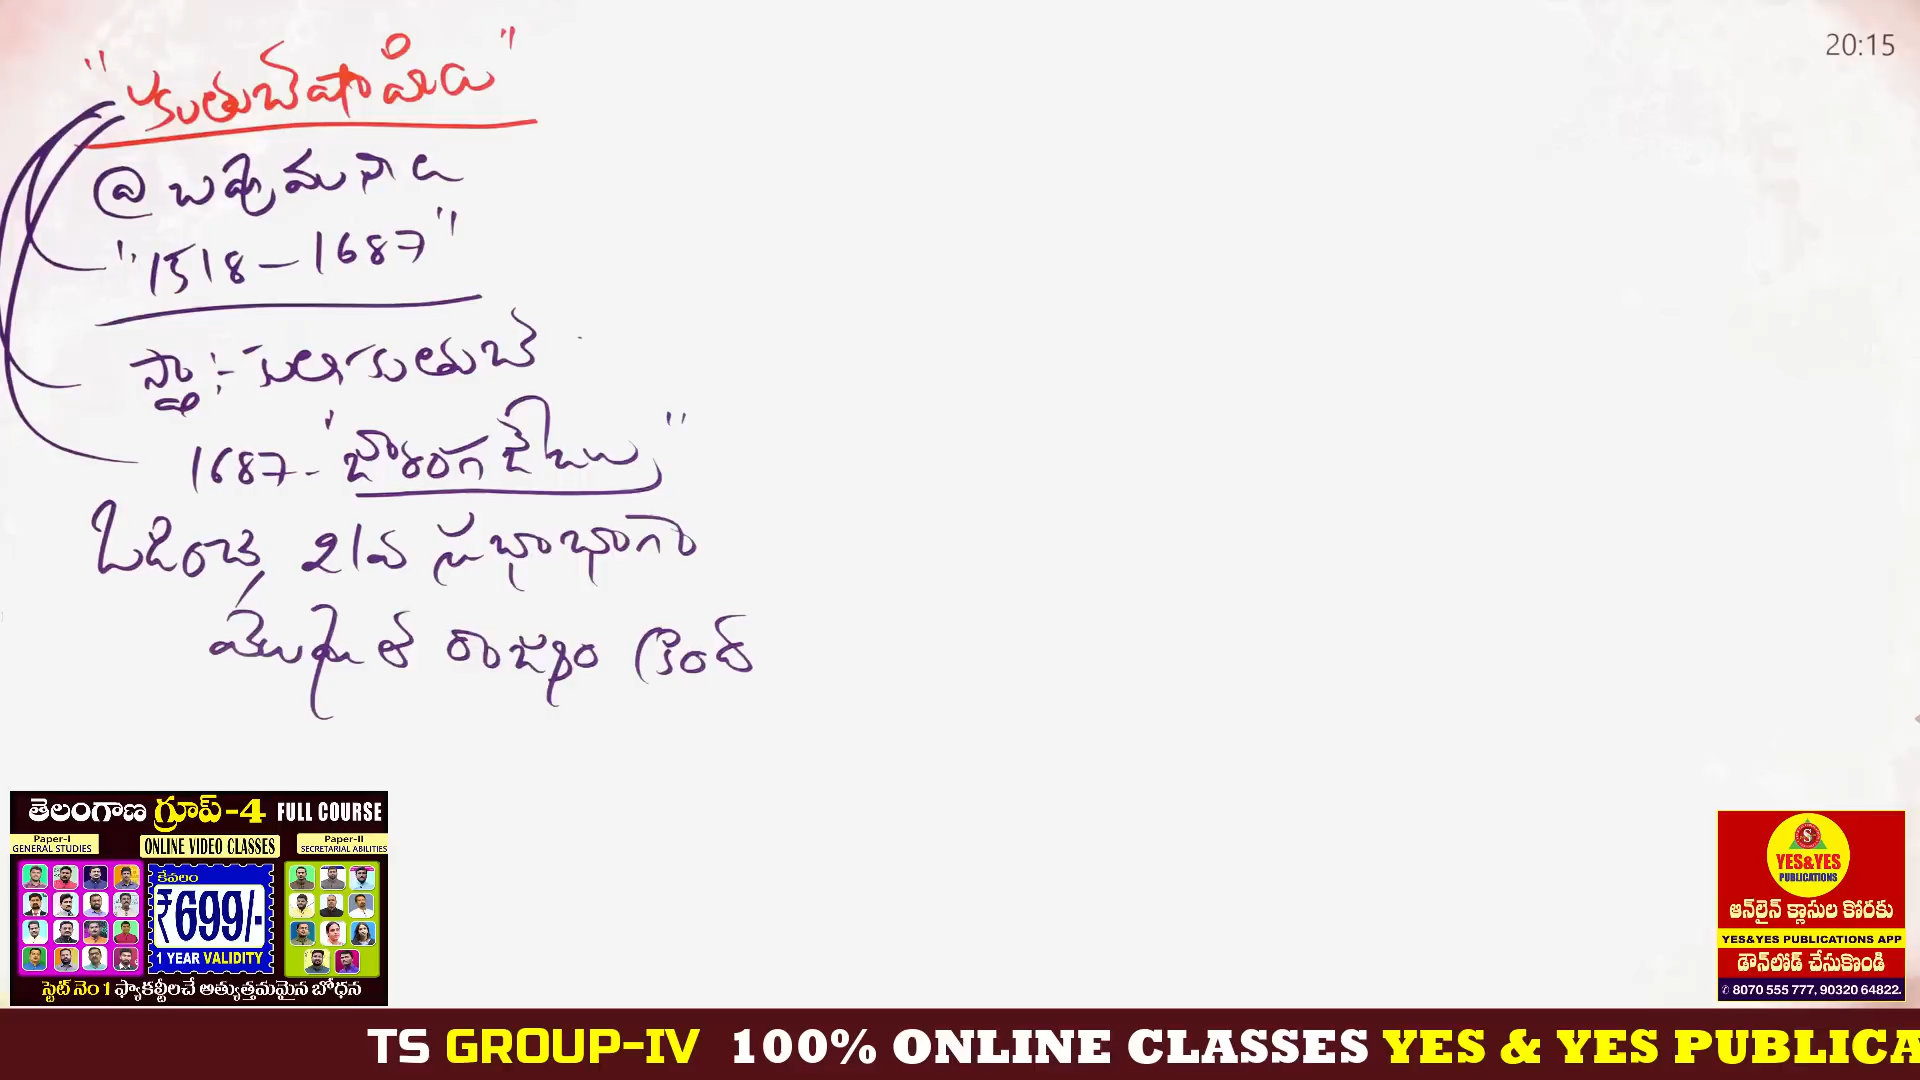 20:15
"కుతుబ్ షాహీలు"
@ బహ్మనీల
"1518 – 1687"
స్థా :- కులీకుతుబ్
1687 - "ఔరంగజేబు"
ఓడించి 21వ సుభాగా
మొఘల్ రాజ్యం క్రింద
తెలంగాణ గ్రూప్-4 FULL COURSE
Paper-I GENERAL STUDIES
ONLINE VIDEO CLASSES
Paper-II SECRETARIAL ABILITIES
కేవలం
₹699/-
1 YEAR VALIDITY
స్టేట్ నెం 1 ఫ్యాకల్టీలచే అత్యుత్తమమైన బోధన
S
YES&YES
PUBLICATIONS
ఆన్‌లైన్ క్లాసుల కోరకు
YES&YES PUBLICATIONS APP
డౌన్‌లోడ్ చేసుకొండి
✆ 8070 555 777, 90320 64822.
TS GROUP-IV 100% ONLINE CLASSES YES & YES PUBLICA